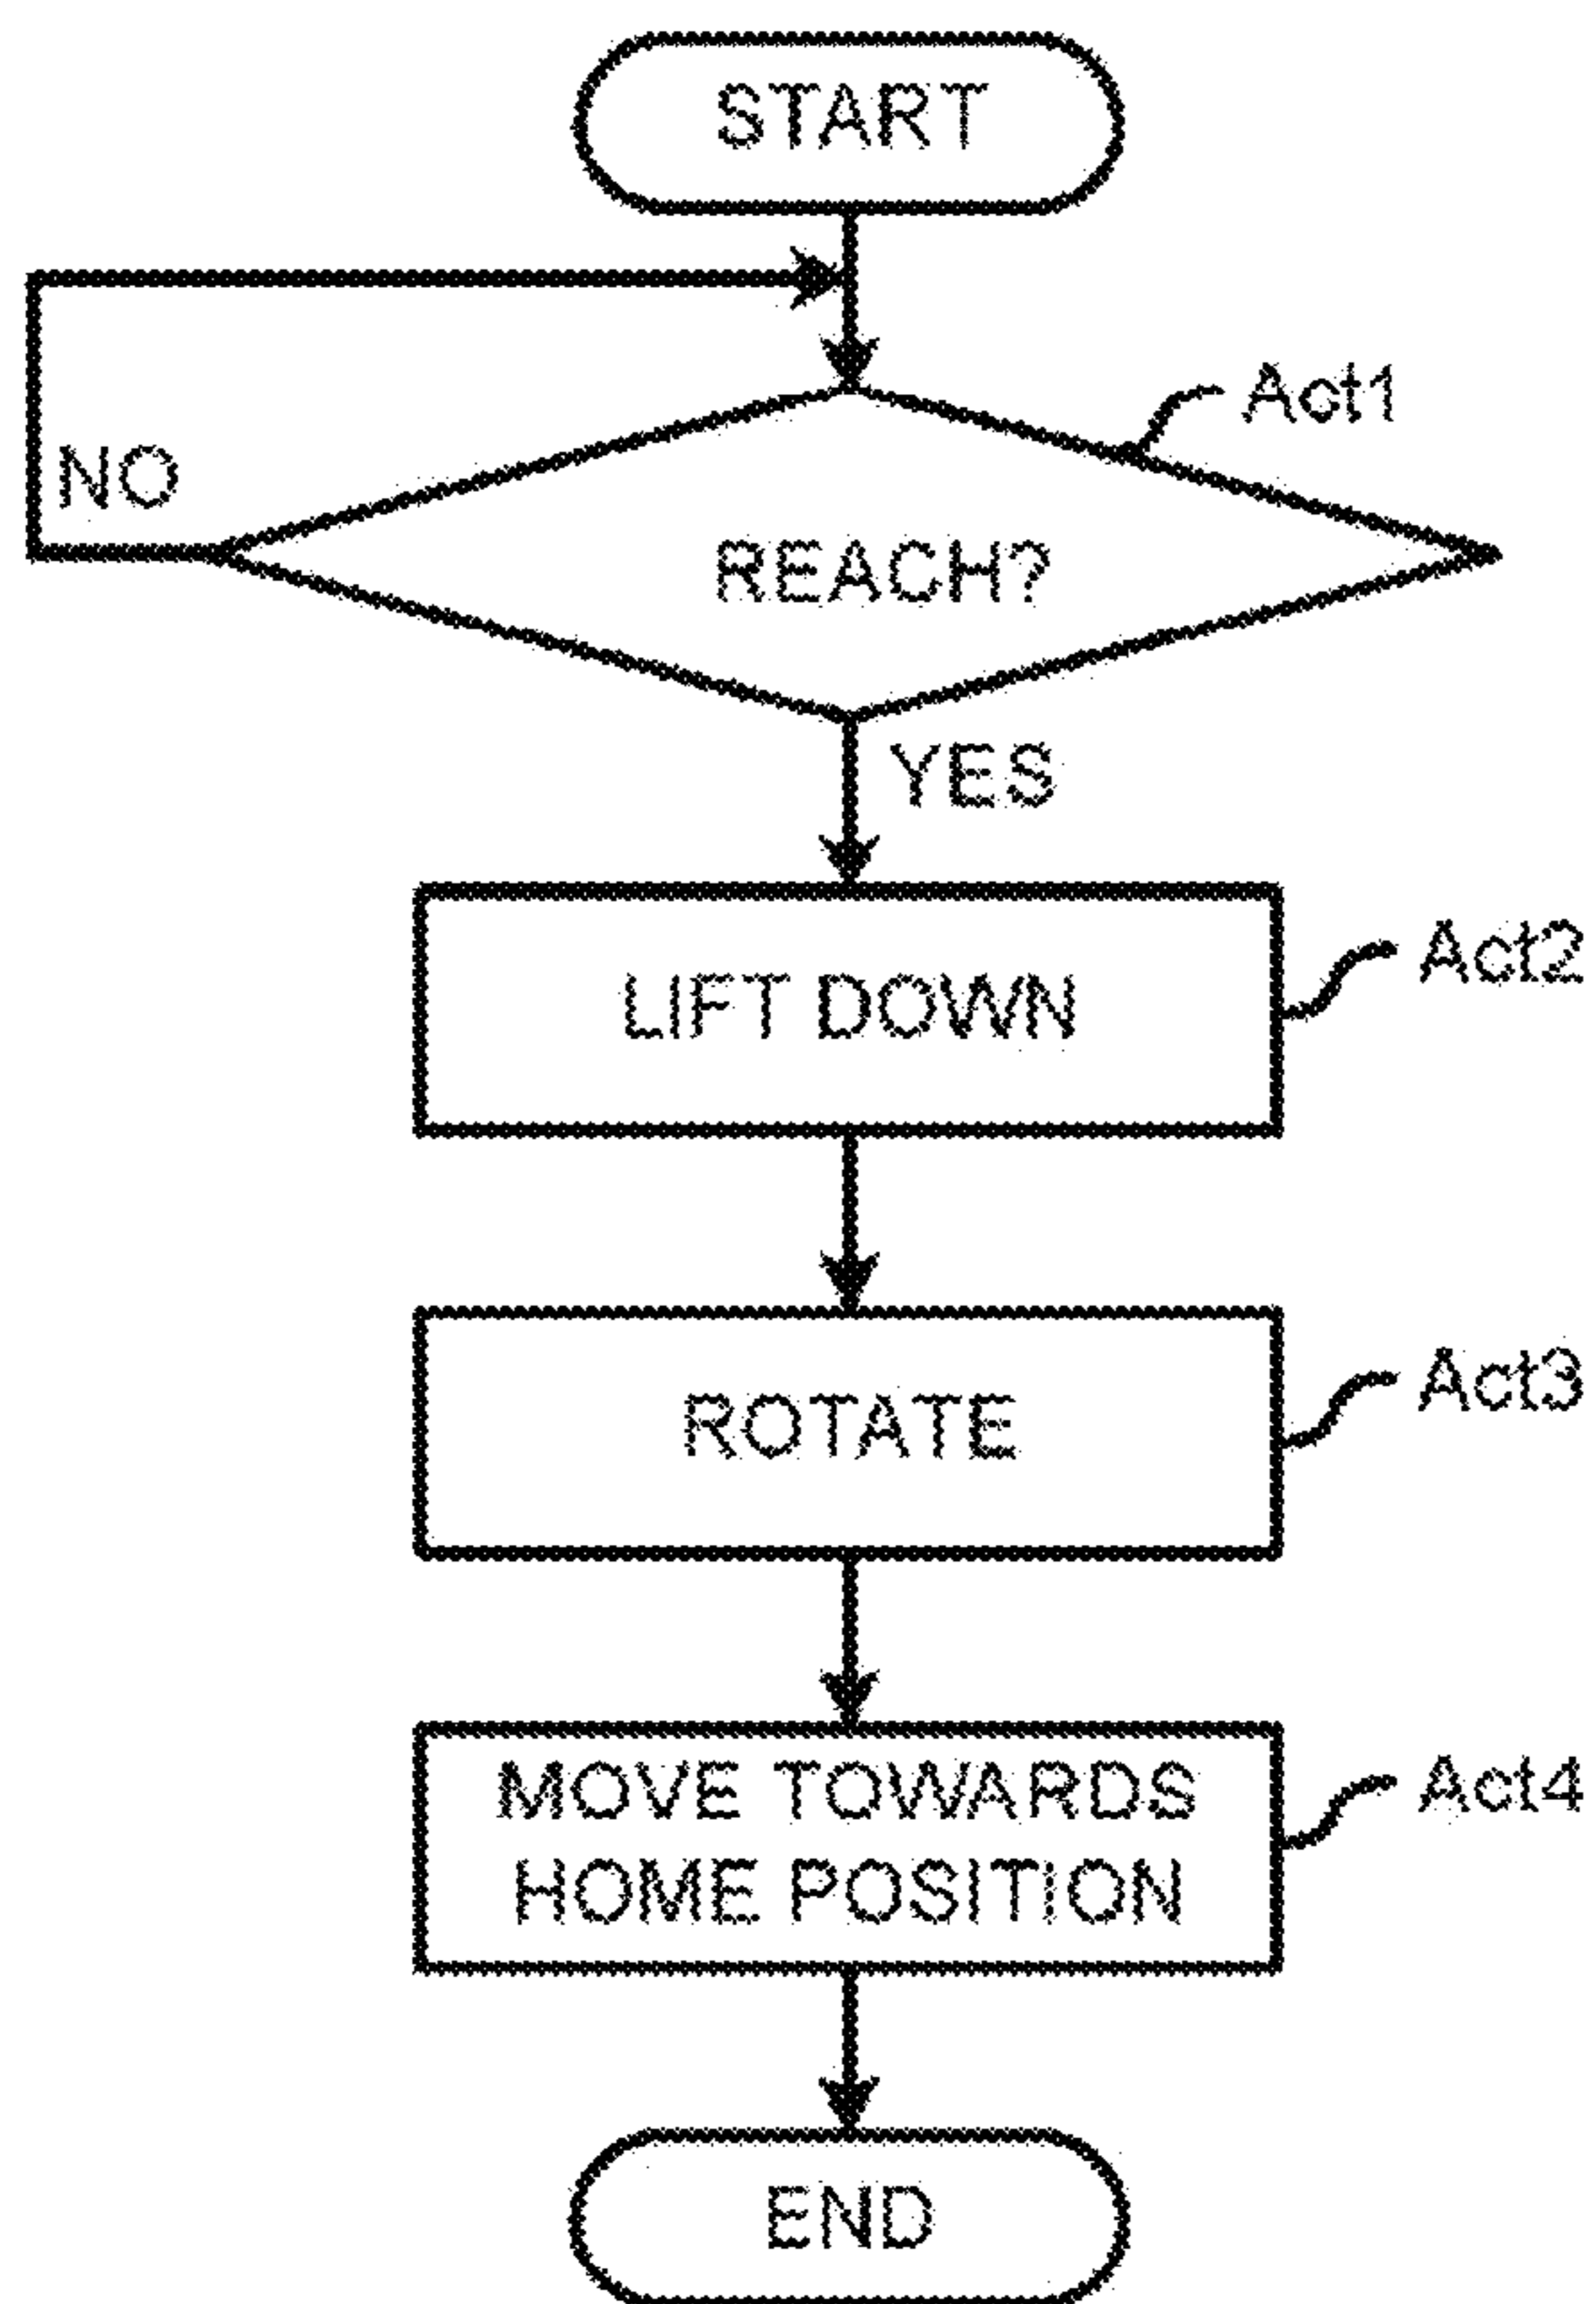 START
Act1
NO
REACH?
YES
Act2
LIFT DOWN
Act3
ROTATE
Act4
MOVE TOWARDS
HOME POSITION
END